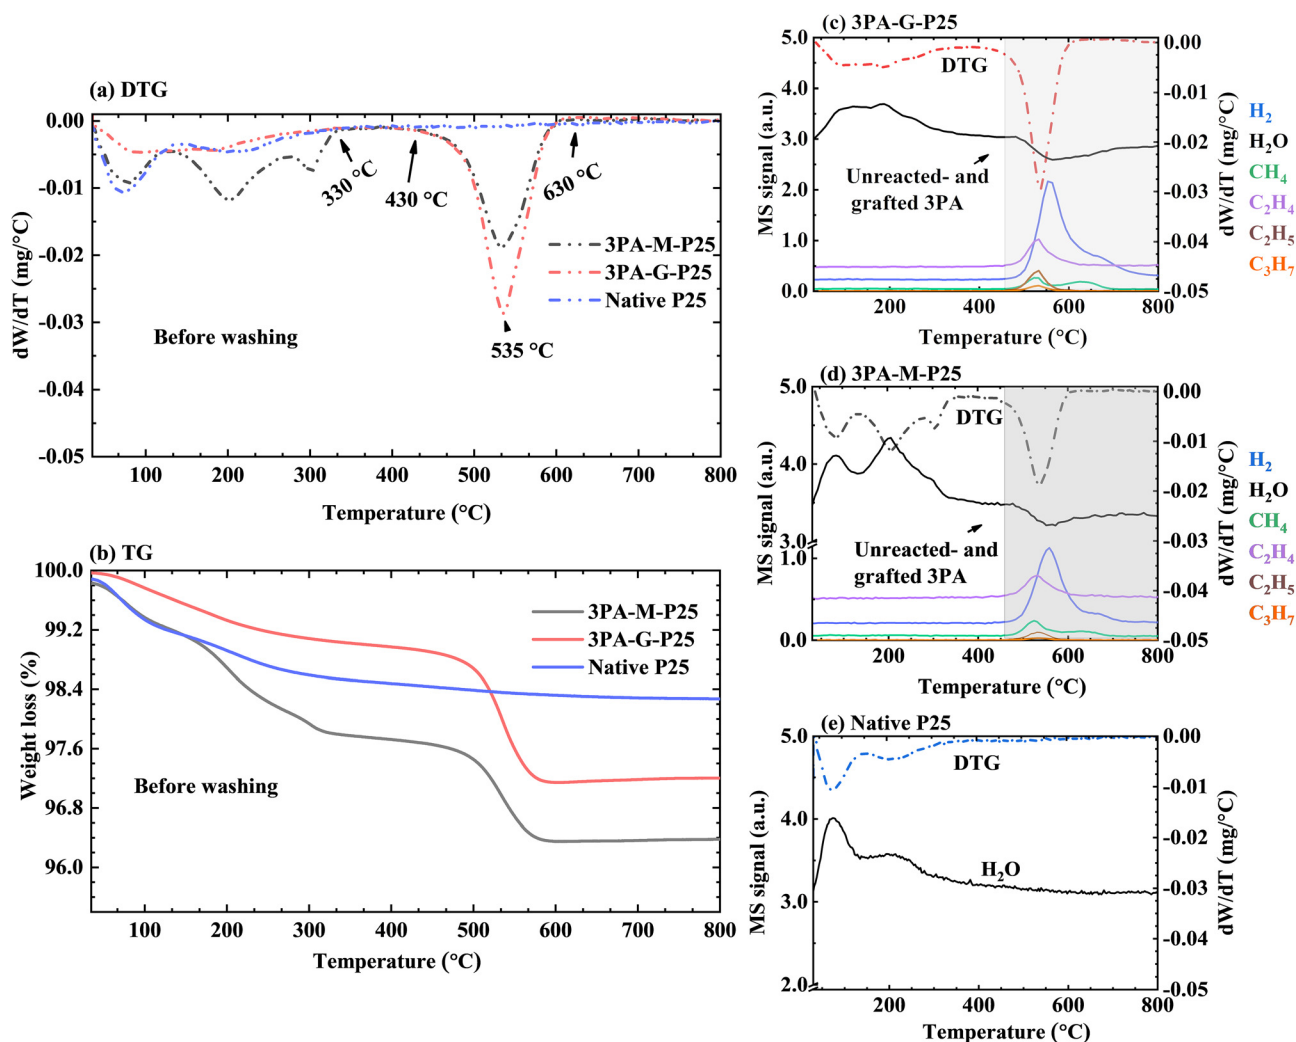 (a) DTG
0.00
-0.01
-0.02
-0.03
-0.04
-0.05
dW/dT (mg/°C)
330 °C
430 °C
630 °C
535 °C
3PA-M-P25
3PA-G-P25
Native P25
Before washing
100 200 300 400 500 600 700 800
Temperature (°C)
(b) TG
100.0
99.2
98.4
97.6
96.8
96.0
Weight loss (%)
3PA-M-P25
3PA-G-P25
Native P25
Before washing
100 200 300 400 500 600 700 800
Temperature (°C)
(c) 3PA-G-P25
5.0
4.0
3.0
2.0
1.0
0.0
MS signal (a.u.)
DTG
Unreacted- and
grafted 3PA
0.00
-0.01
-0.02
-0.03
-0.04
-0.05
dW/dT (mg/°C)
200 400 600 800
Temperature (°C)
H₂
H₂O
CH₄
C₂H₄
C₂H₅
C₃H₇
(d) 3PA-M-P25
5.0
4.0
3.0
1.0
0.0
MS signal (a.u.)
DTG
Unreacted- and
grafted 3PA
0.00
-0.01
-0.02
-0.03
-0.04
-0.05
dW/dT (mg/°C)
200 400 600 800
Temperature (°C)
H₂
H₂O
CH₄
C₂H₄
C₂H₅
C₃H₇
(e) Native P25
5.0
4.0
3.0
2.0
MS signal (a.u.)
DTG
H₂O
0.00
-0.01
-0.02
-0.03
-0.04
-0.05
dW/dT (mg/°C)
200 400 600 800
Temperature (°C)